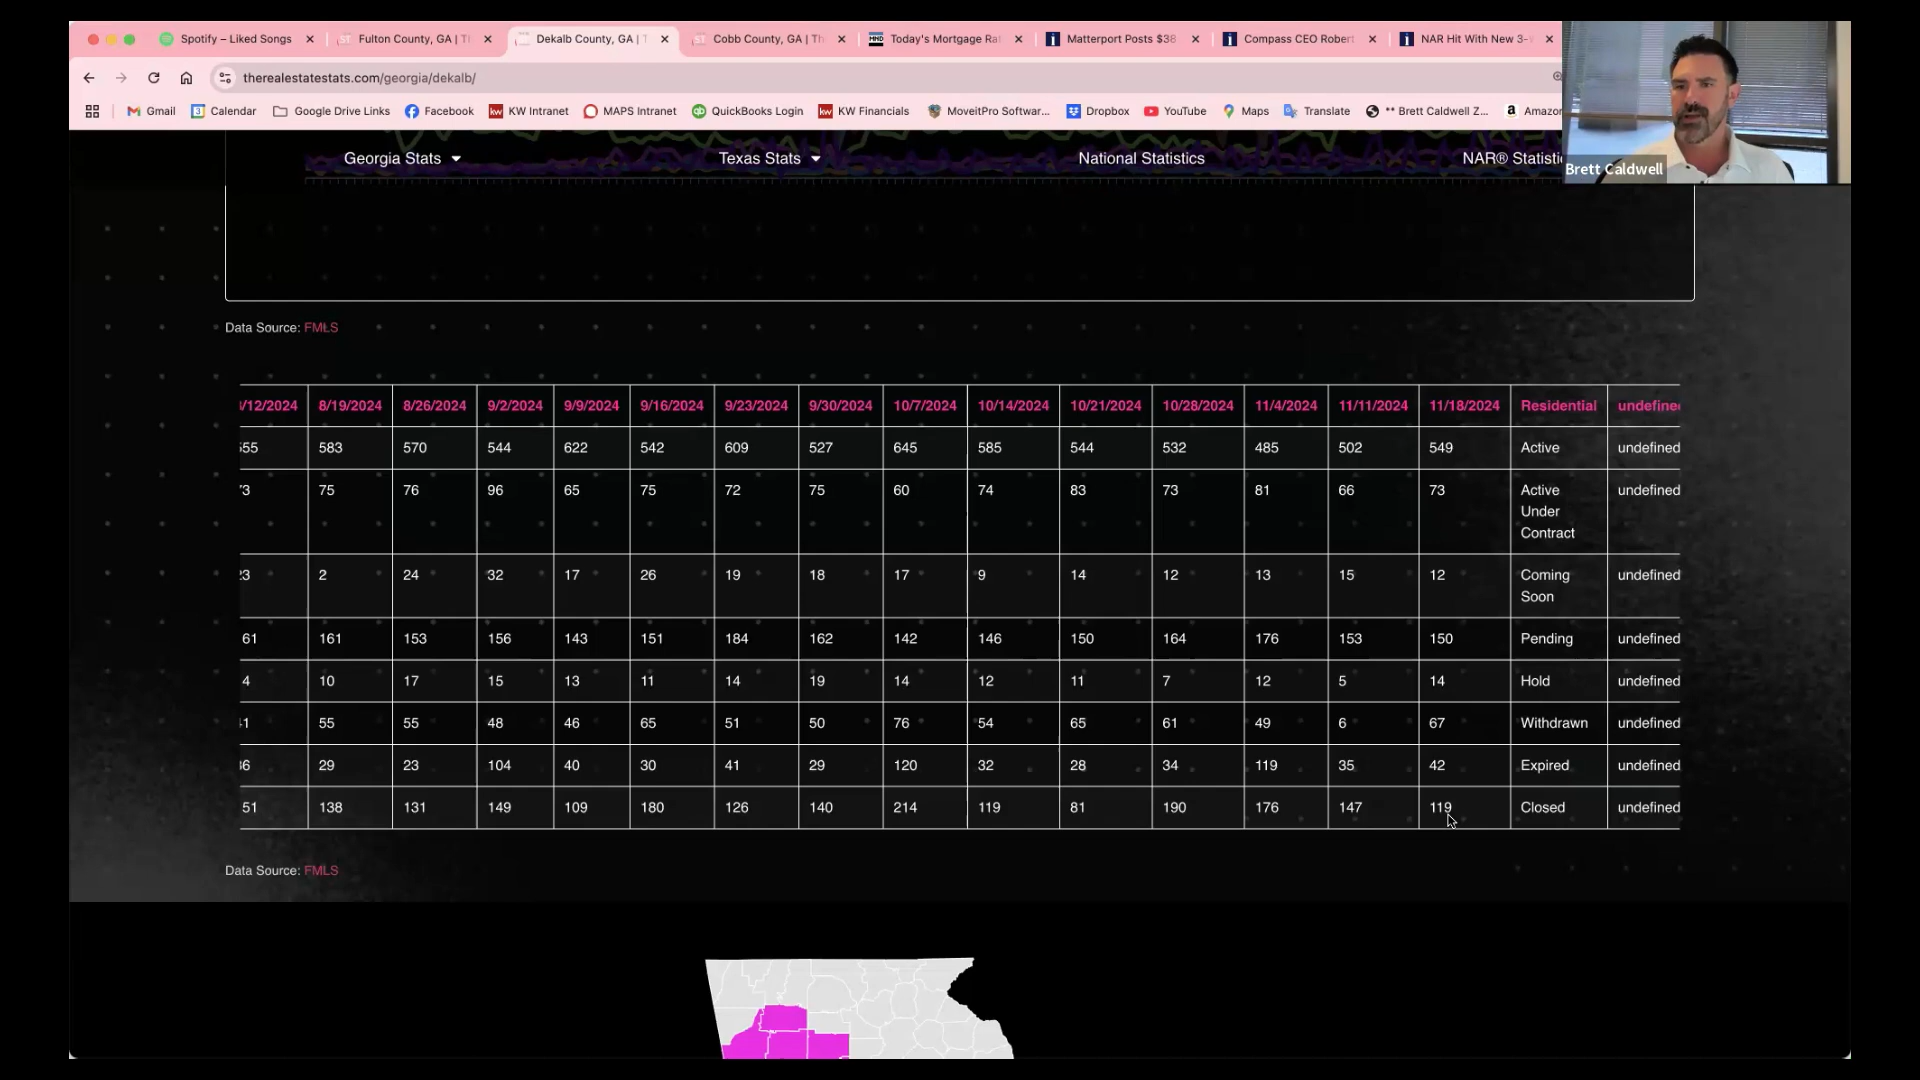 Spotify – Liked Songs
Fulton County, GA | Ti
Dekalb County, GA | T
Cobb County, GA | Th
Today's Mortgage Ra
Matterport Posts $38
Compass CEO Robert
NAR Hit With New 3-
therealestatestats.com/georgia/dekalb/
Gmail
Calendar
Google Drive Links
Facebook
KW Intranet
MAPS Intranet
QuickBooks Login
KW Financials
MoveitPro Softwar...
Dropbox
YouTube
Maps
Translate
** Brett Caldwell Z...
Amazon
Brett Caldwell
Georgia Stats
Texas Stats
National Statistics
NAR® Statisti
Data Source: FMLS
/12/2024 8/19/2024 8/26/2024 9/2/2024 9/9/2024 9/16/2024 9/23/2024 9/30/2024 10/7/2024 10/14/2024 10/21/2024 10/28/2024 11/4/2024 11/11/2024 11/18/2024 Residential undefined
555 583 570 544 622 542 609 527 645 585 544 532 485 502 549 Active undefined
73 75 76 96 65 75 72 75 60 74 83 73 81 66 73 Active undefined
Under
Contract
23 2 24 32 17 26 19 18 17 9 14 12 13 15 12 Coming undefined
Soon
61 161 153 156 143 151 184 162 142 146 150 164 176 153 150 Pending undefined
4 10 17 15 13 11 14 19 14 12 11 7 12 5 14 Hold undefined
1 55 55 48 46 65 51 50 76 54 65 61 49 6 67 Withdrawn undefined
6 29 23 104 40 30 41 29 120 32 28 34 119 35 42 Expired undefined
51 138 131 149 109 180 126 140 214 119 81 190 176 147 119 Closed undefined
Data Source: FMLS